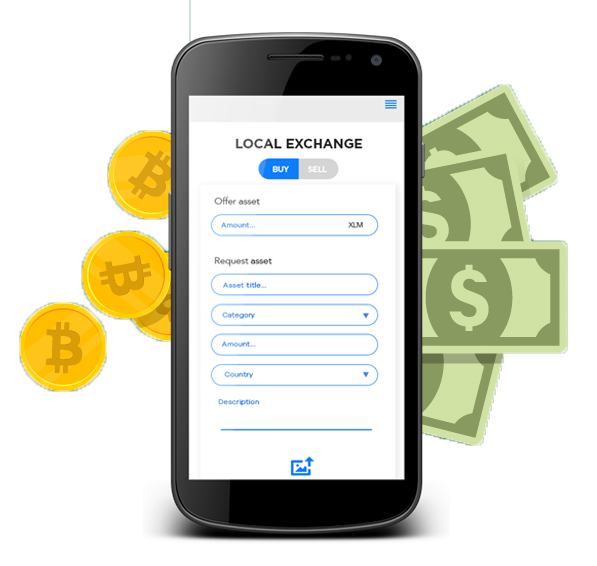 LOCAL EXCHANGE
BUY SELL
Offer asset
Amount... XLM
Request asset
Asset title...
Category
Amount...
Country
Description